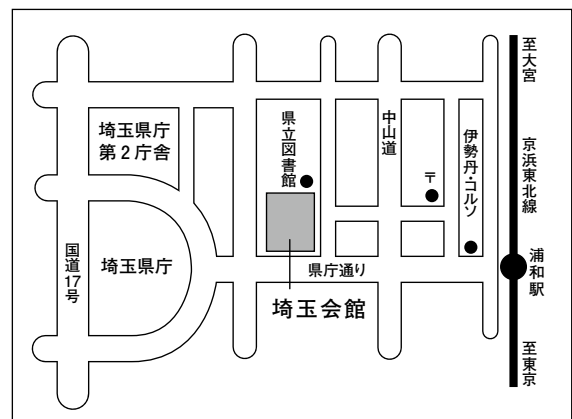 至大宮
京浜東北線
浦和駅
至東京
伊勢丹・コルソ
〒
中山道
県立図書館
埼玉県庁
第2庁舎
国道17号
埼玉県庁
県庁通り
埼玉会館